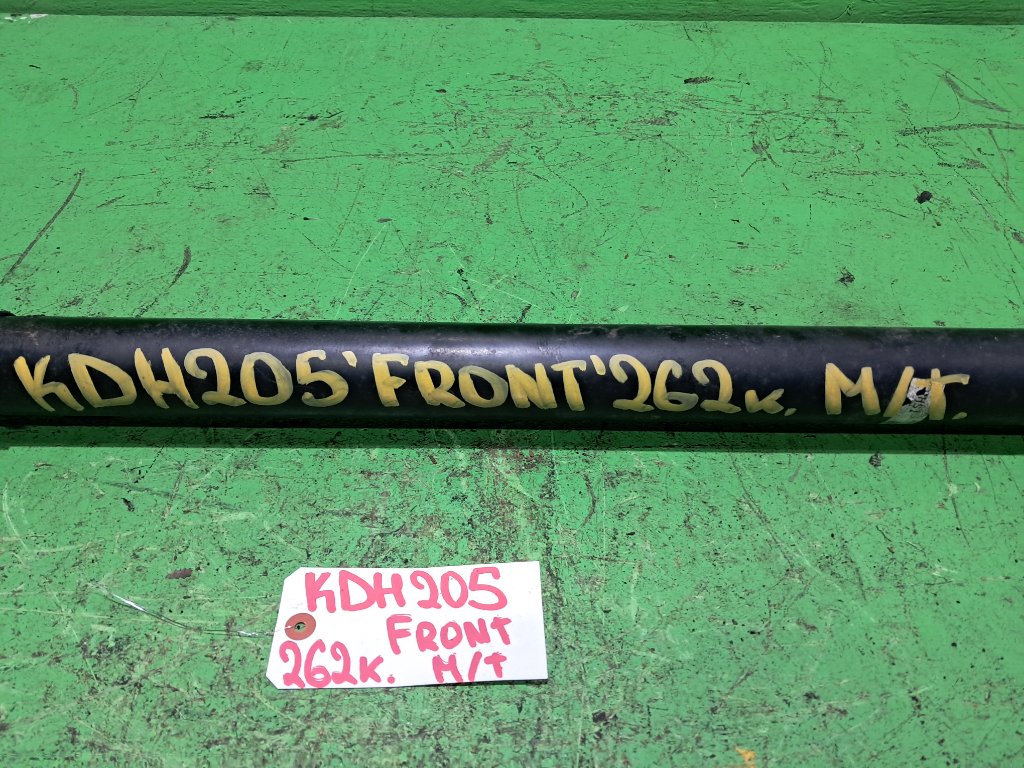 KDH205'FRONT'262к. M/T.
KDH205
FRONT
262к. M/T